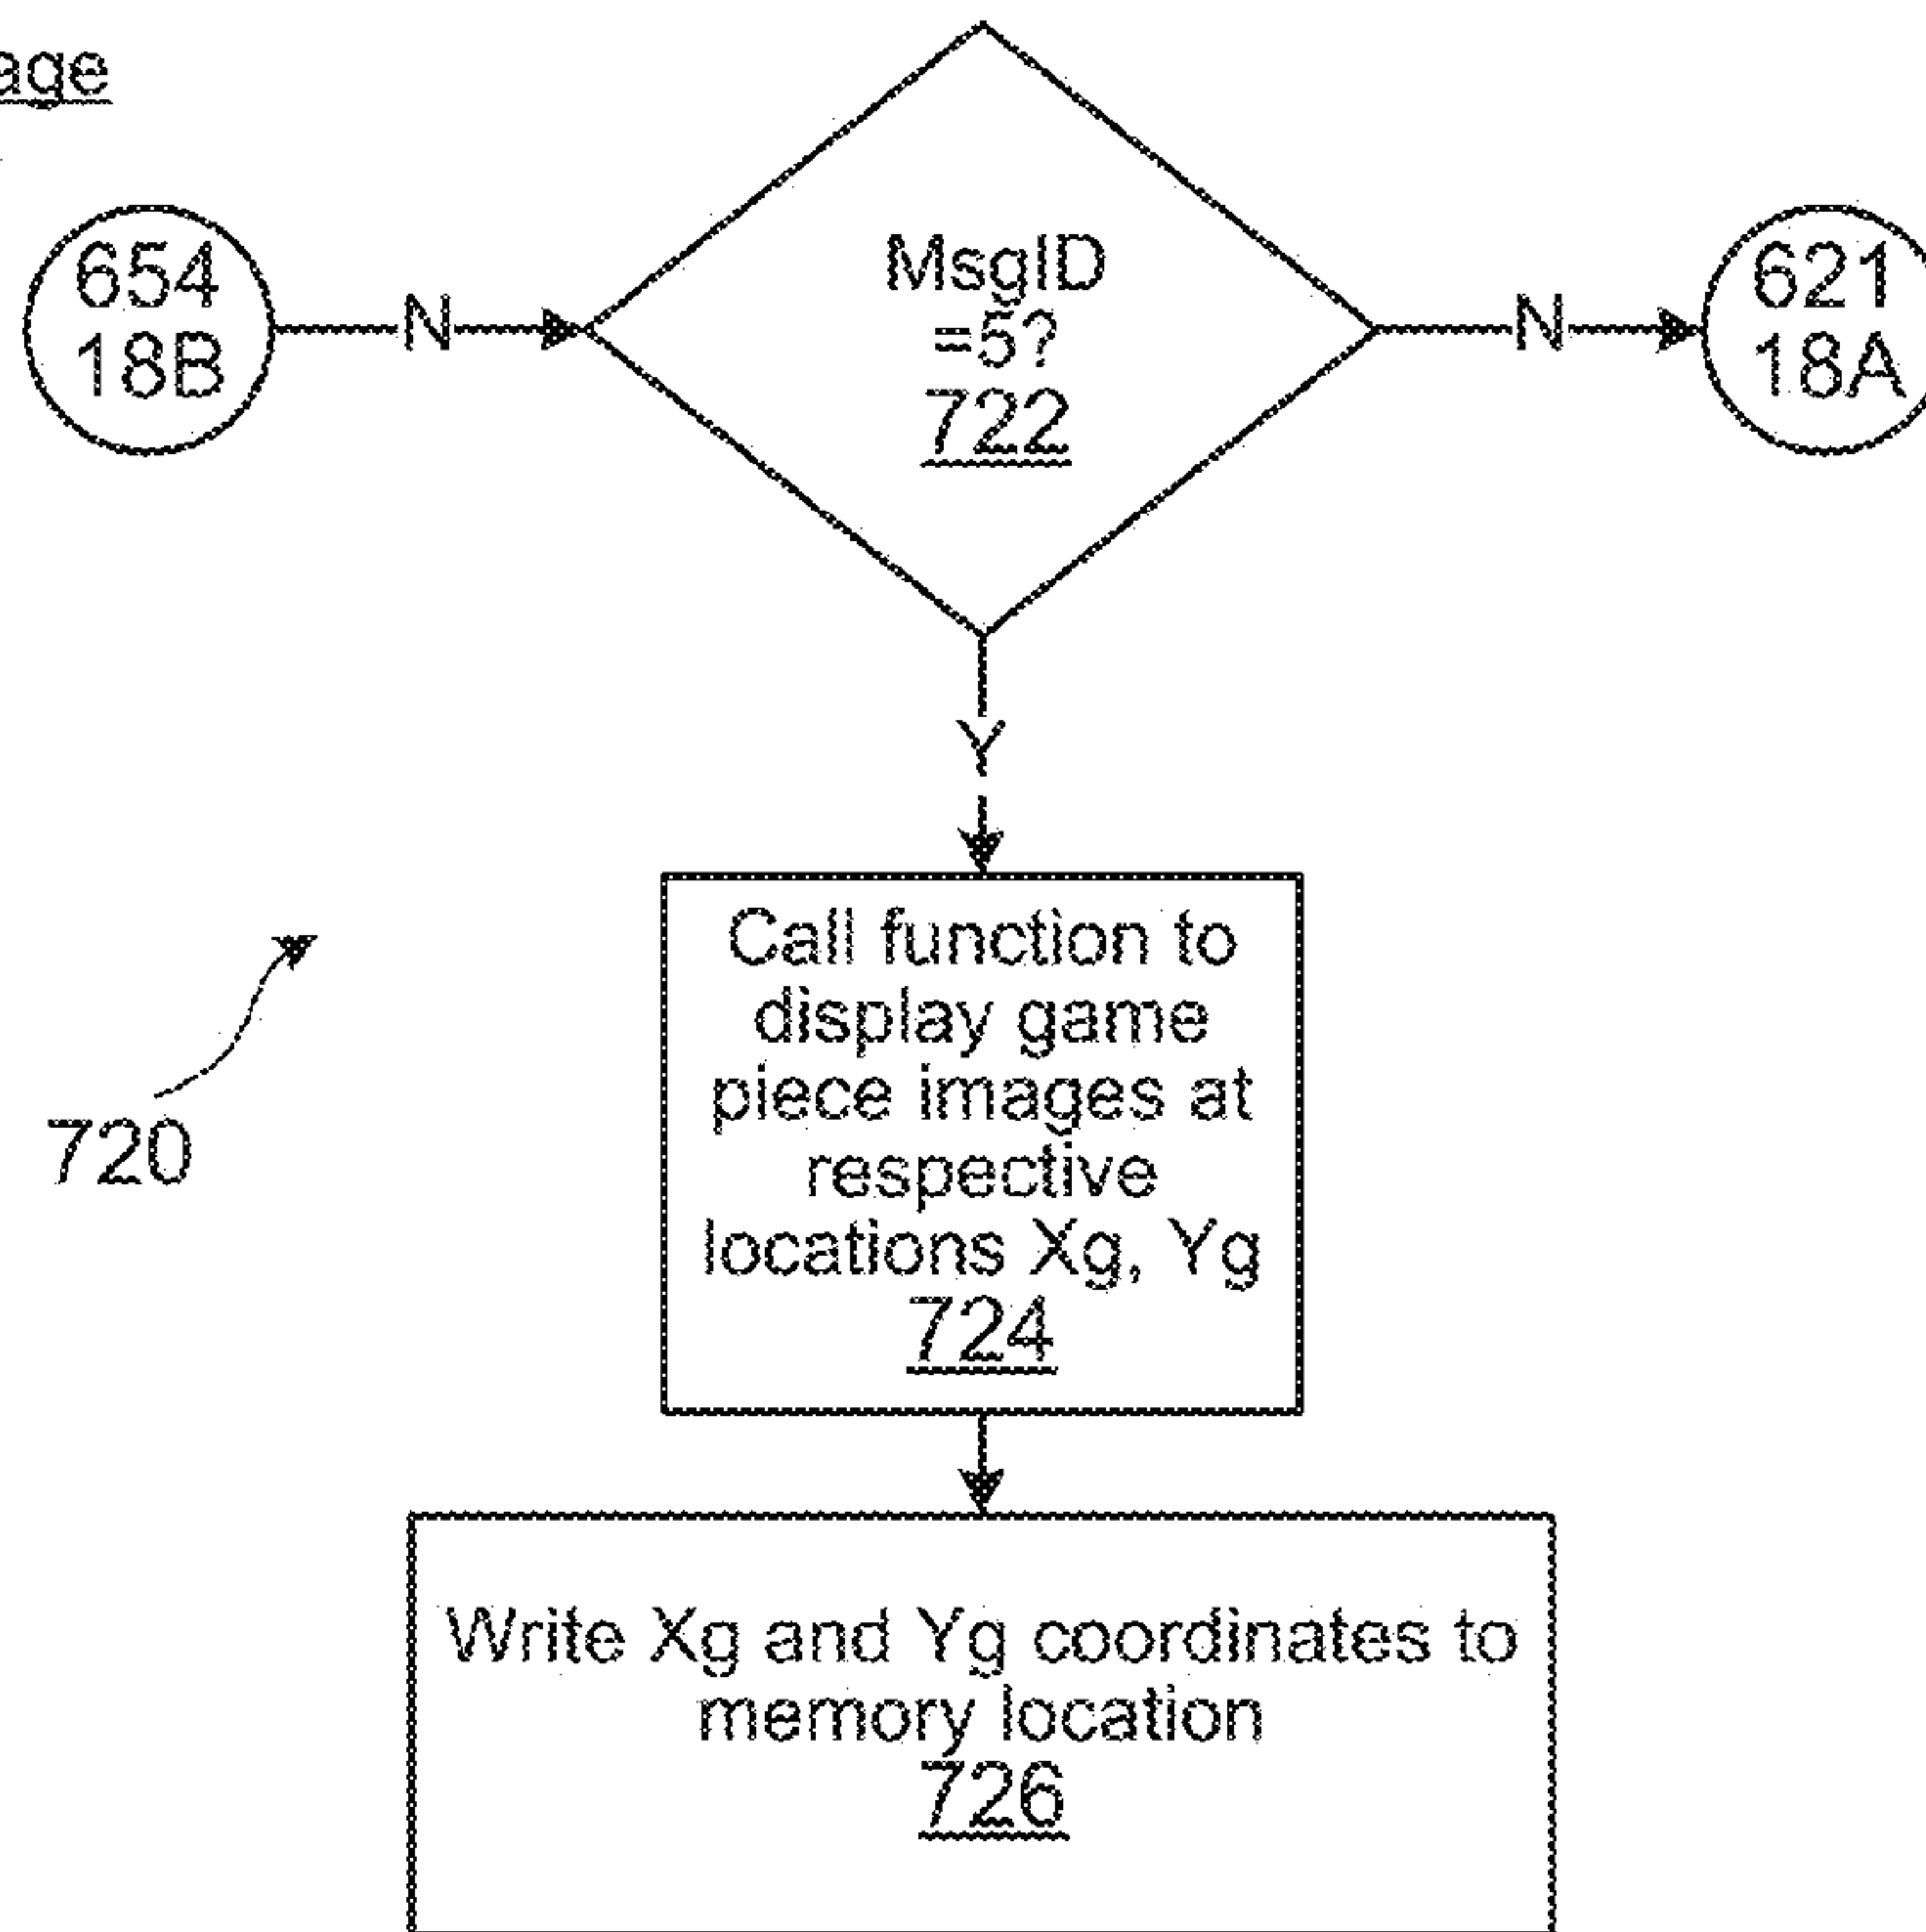 654
18B
N
MsgID
=5?
722
N
621
18A
Y
Call function to
display game
piece images at
respective
locations Xg, Yg
724
720
Write Xg and Yg coordinates to
memory location
726